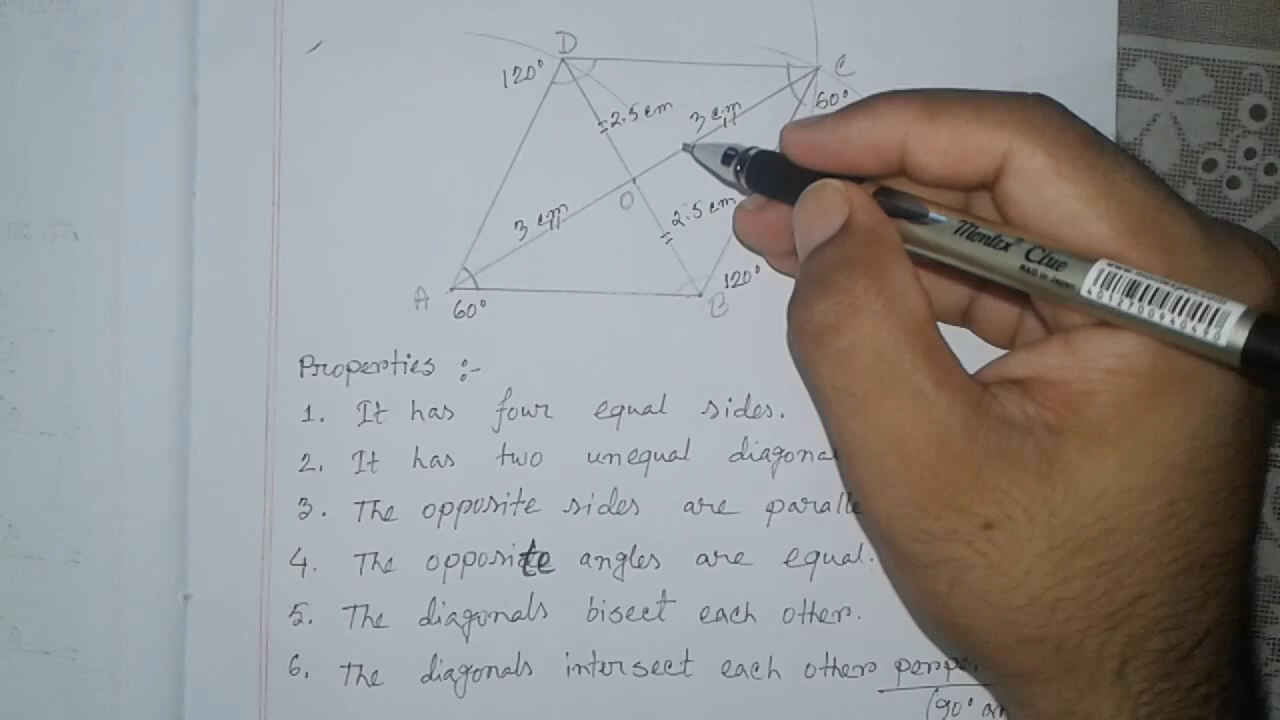 D
120°
C
60°
=2.5 cm
3 cm
O
3 cm
= 2.5 cm
A
60°
B
120°
Montex Clue
Properties :-
1. It has four equal sides.
2. It has two unequal diagona
3. The opposite sides are paralle
4. The opposite angles are equal.
5. The diagonals bisect each other.
6. The diagonals intersect each other perpe
(90° an